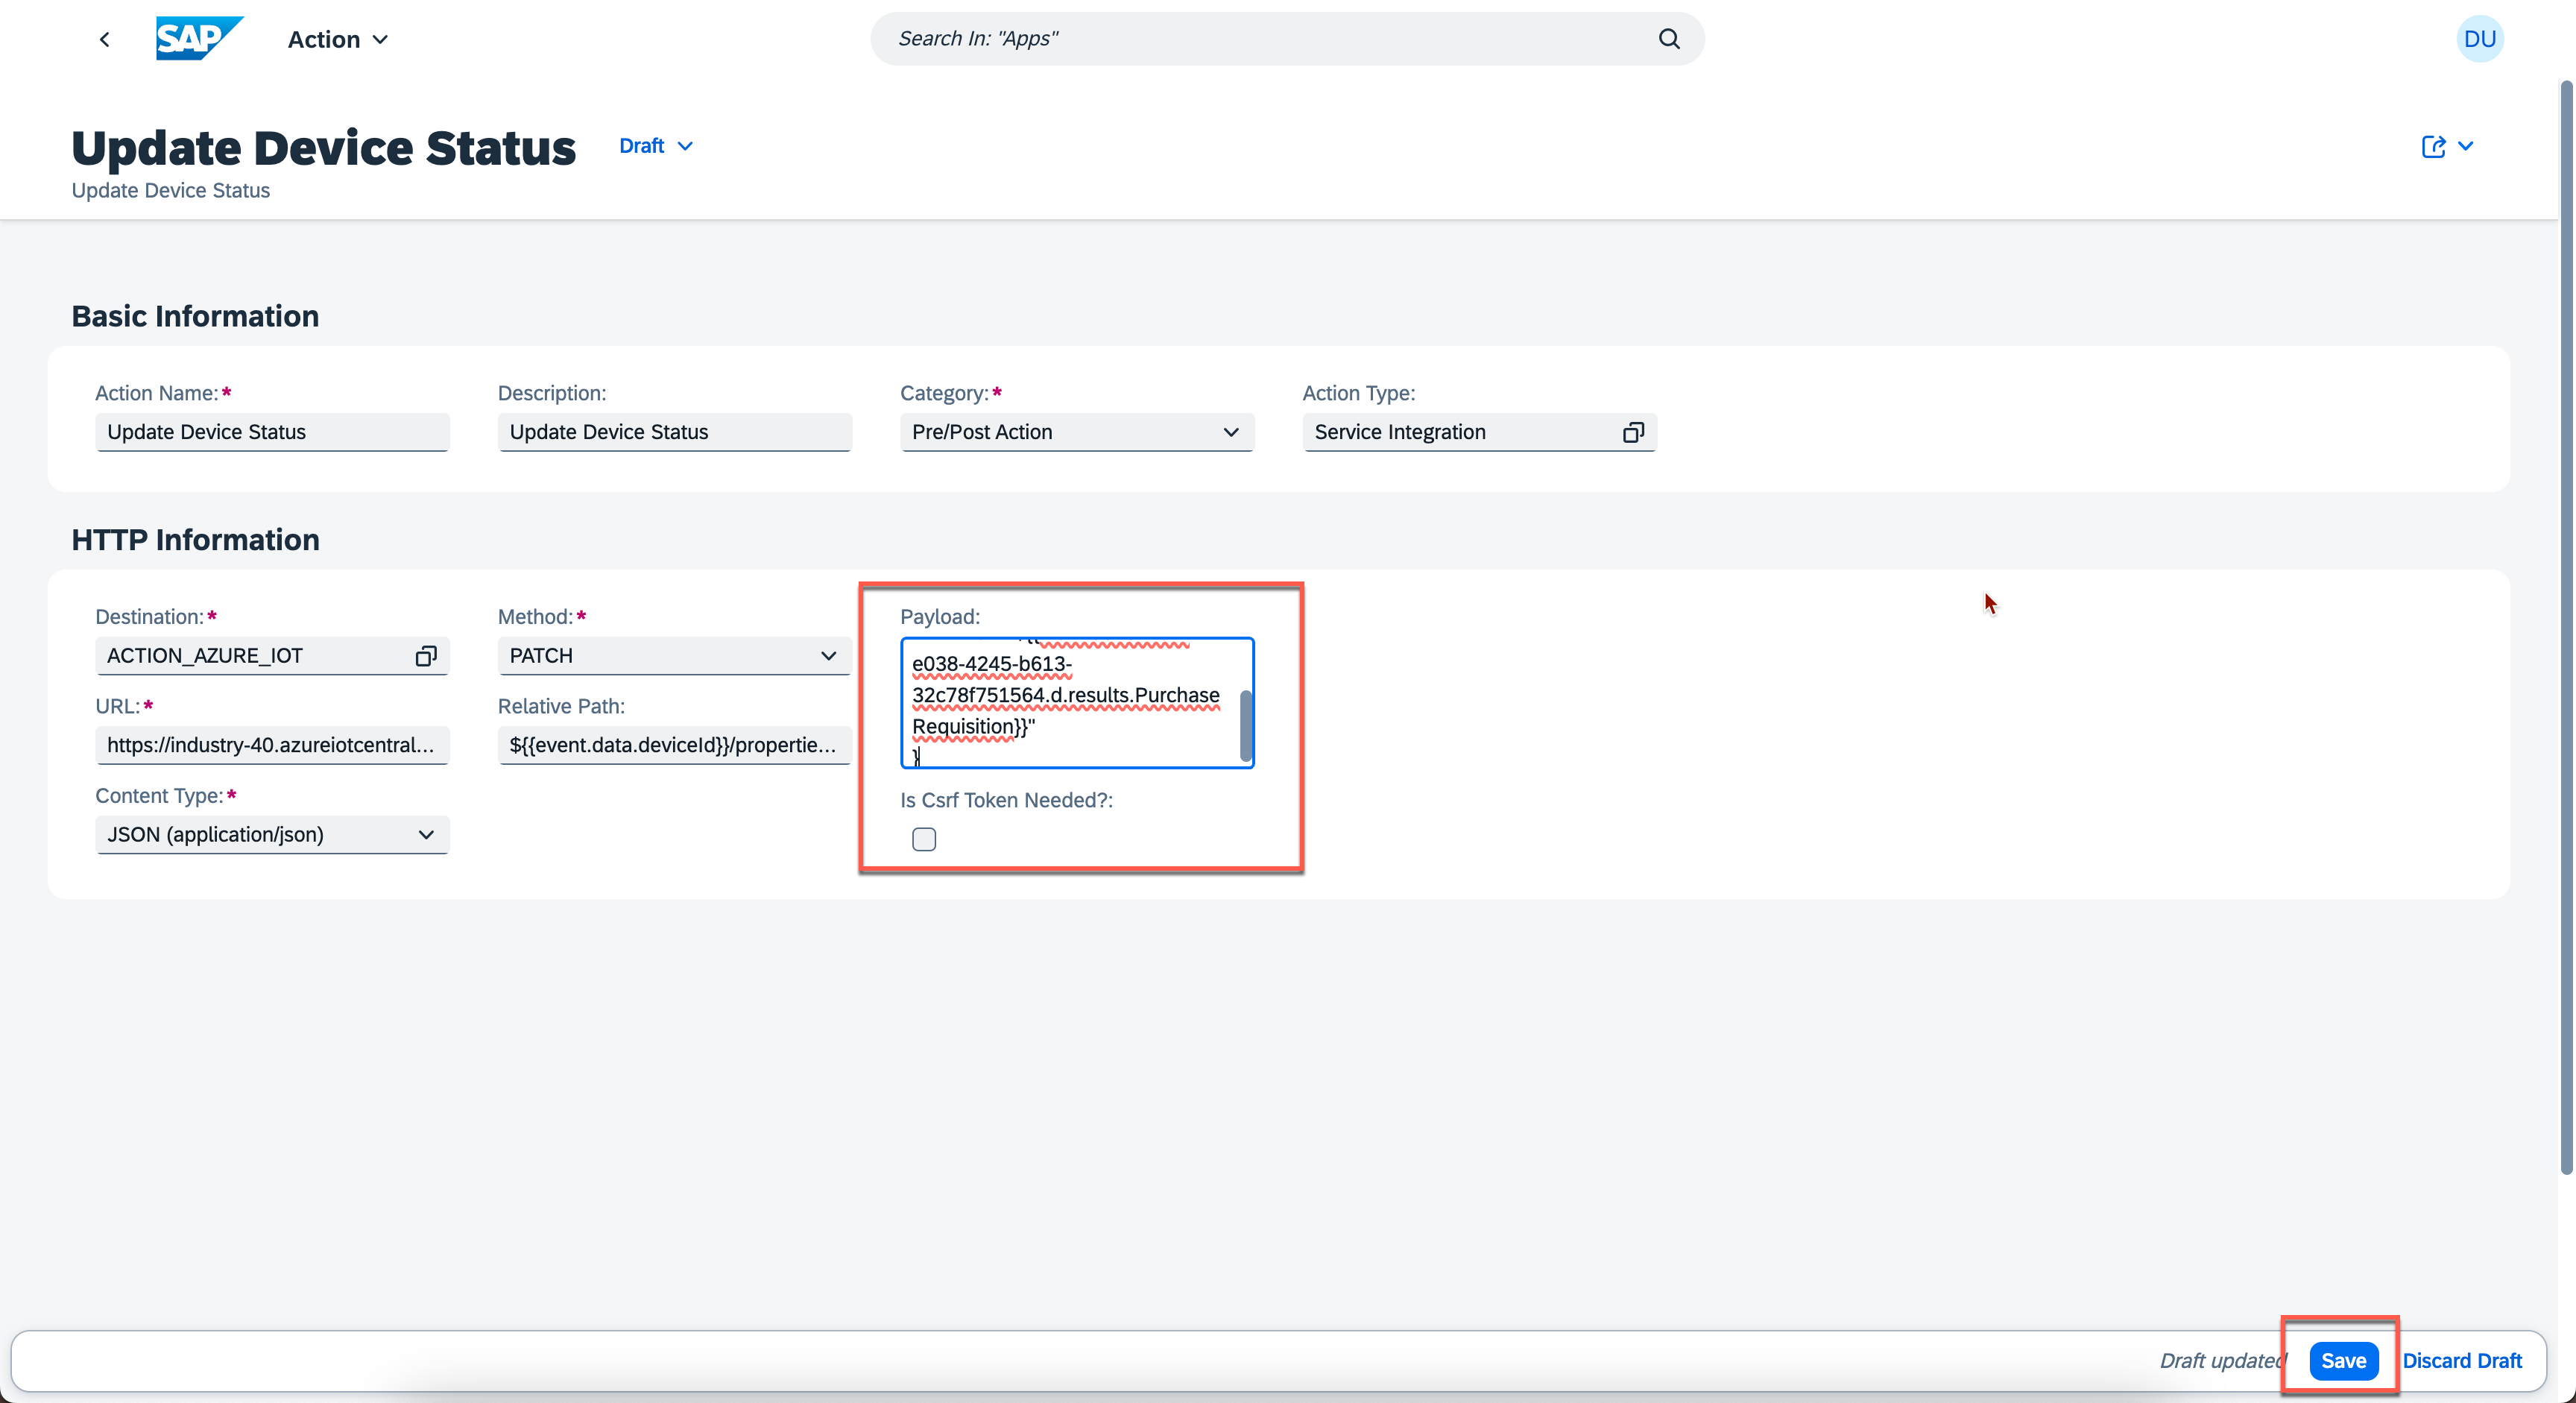 SAP
Action
Search In: "Apps"
DU
Update Device Status
Draft
Update Device Status
Basic Information
Action Name:*
Description:
Category:*
Action Type:
Update Device Status
Update Device Status
Pre/Post Action
Service Integration
HTTP Information
Destination:*
Method:*
Payload:
ACTION_AZURE_IOT
PATCH
e038-4245-b613-
32c78f751564.d.results.Purchase
Requisition}}"
}
URL:*
Relative Path:
https://industry-40.azureiotcentral...
${{event.data.deviceId}}/propertie...
Content Type:*
Is Csrf Token Needed?:
JSON (application/json)
Draft updated
Save
Discard Draft